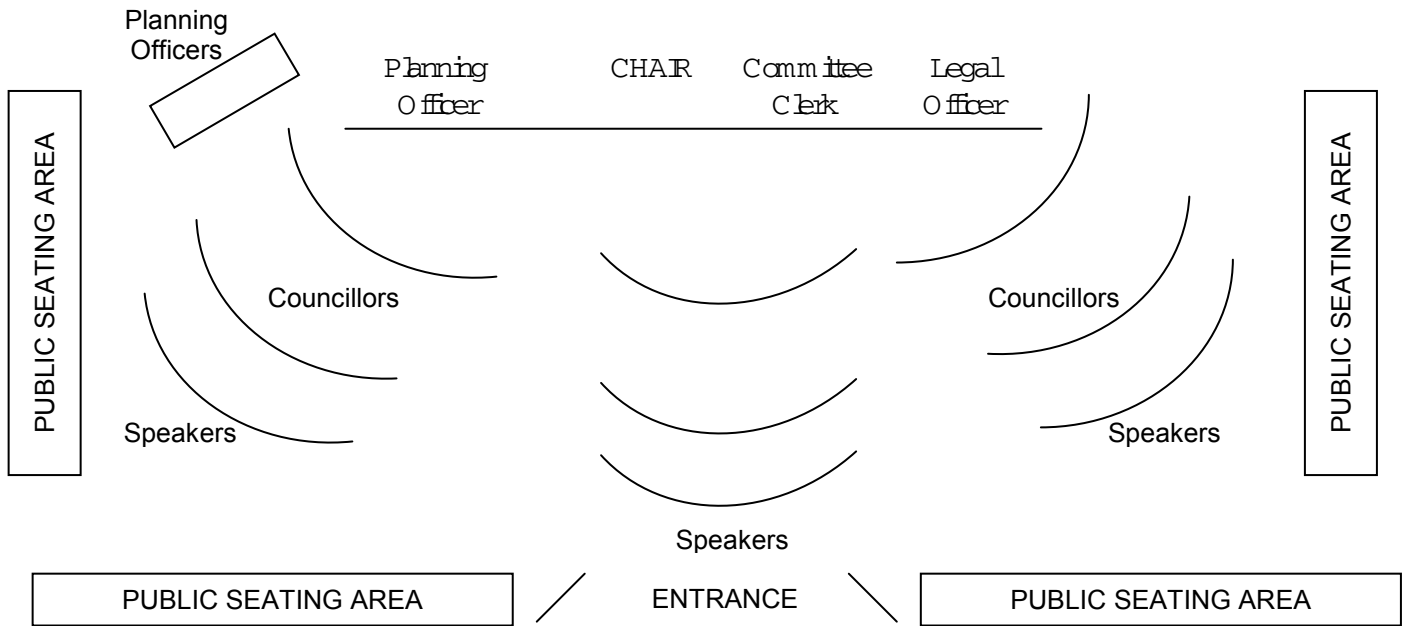 Planning
Officers
Planning
Officer
CHAIR
Committee
Clerk
Legal
Officer
PUBLIC SEATING AREA
PUBLIC SEATING AREA
Councillors
Councillors
Speakers
Speakers
Speakers
PUBLIC SEATING AREA
ENTRANCE
PUBLIC SEATING AREA